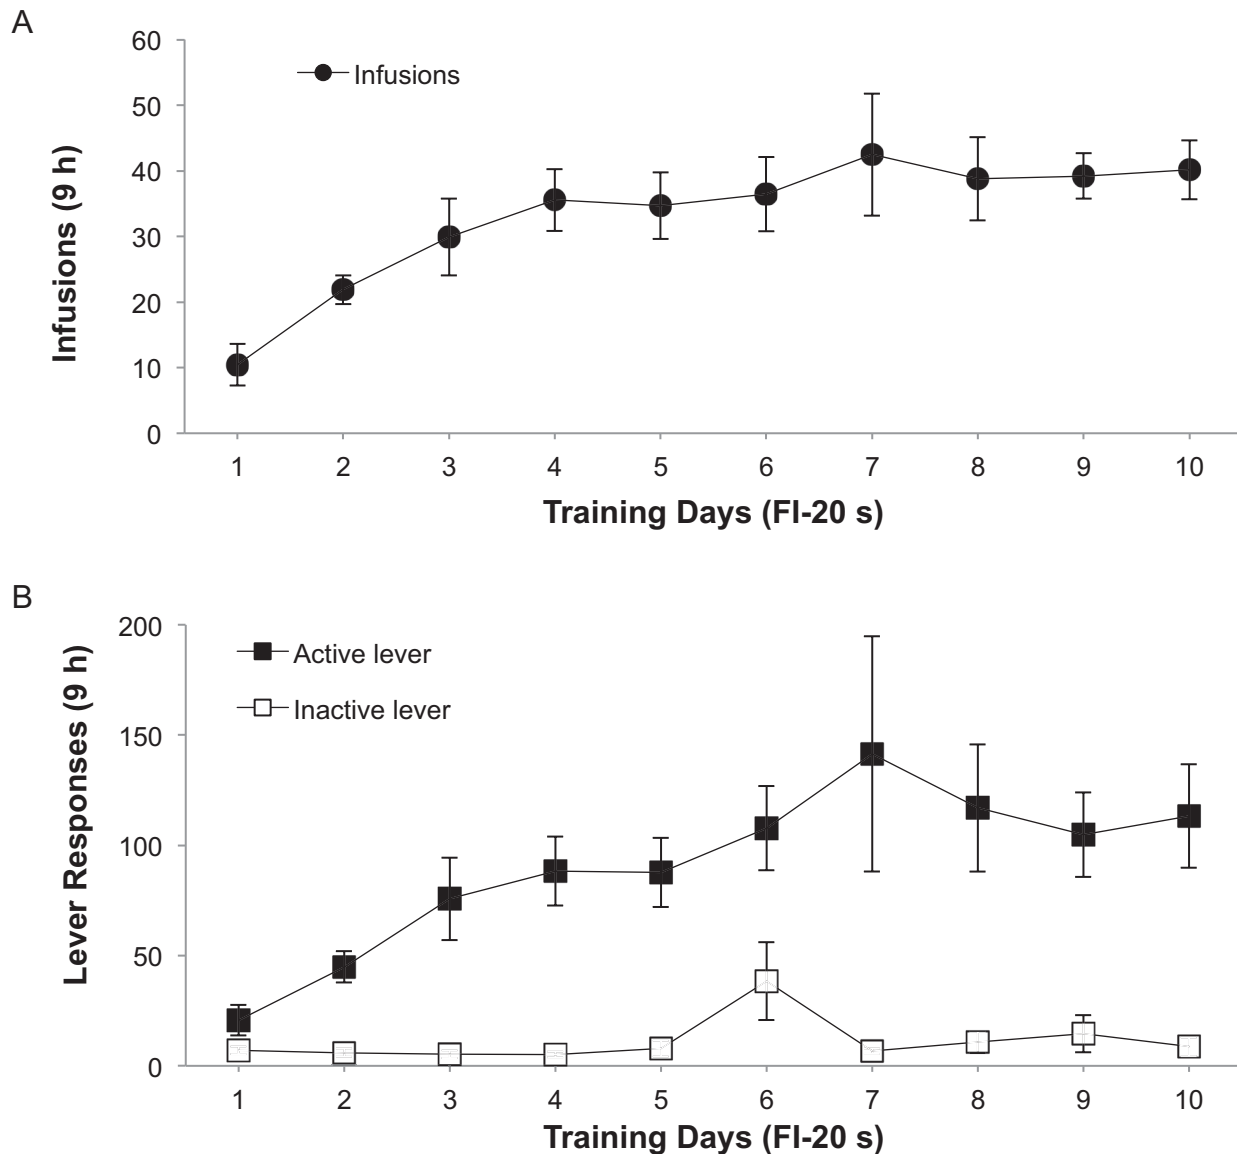 A
60
50
40
30
20
10
0
Infusions (9 h)
Infusions
1 2 3 4 5 6 7 8 9 10
Training Days (FI-20 s)
B
200
150
100
50
0
Lever Responses (9 h)
Active lever
Inactive lever
1 2 3 4 5 6 7 8 9 10
Training Days (FI-20 s)